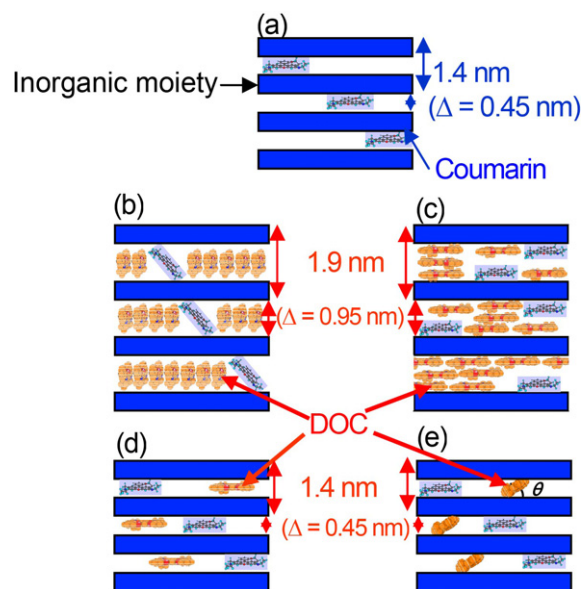 (a)
Inorganic moiety
1.4 nm
(Δ = 0.45 nm)
Coumarin
(b)
(c)
1.9 nm
(Δ = 0.95 nm)
DOC
(d)
(e)
1.4 nm
θ
(Δ = 0.45 nm)